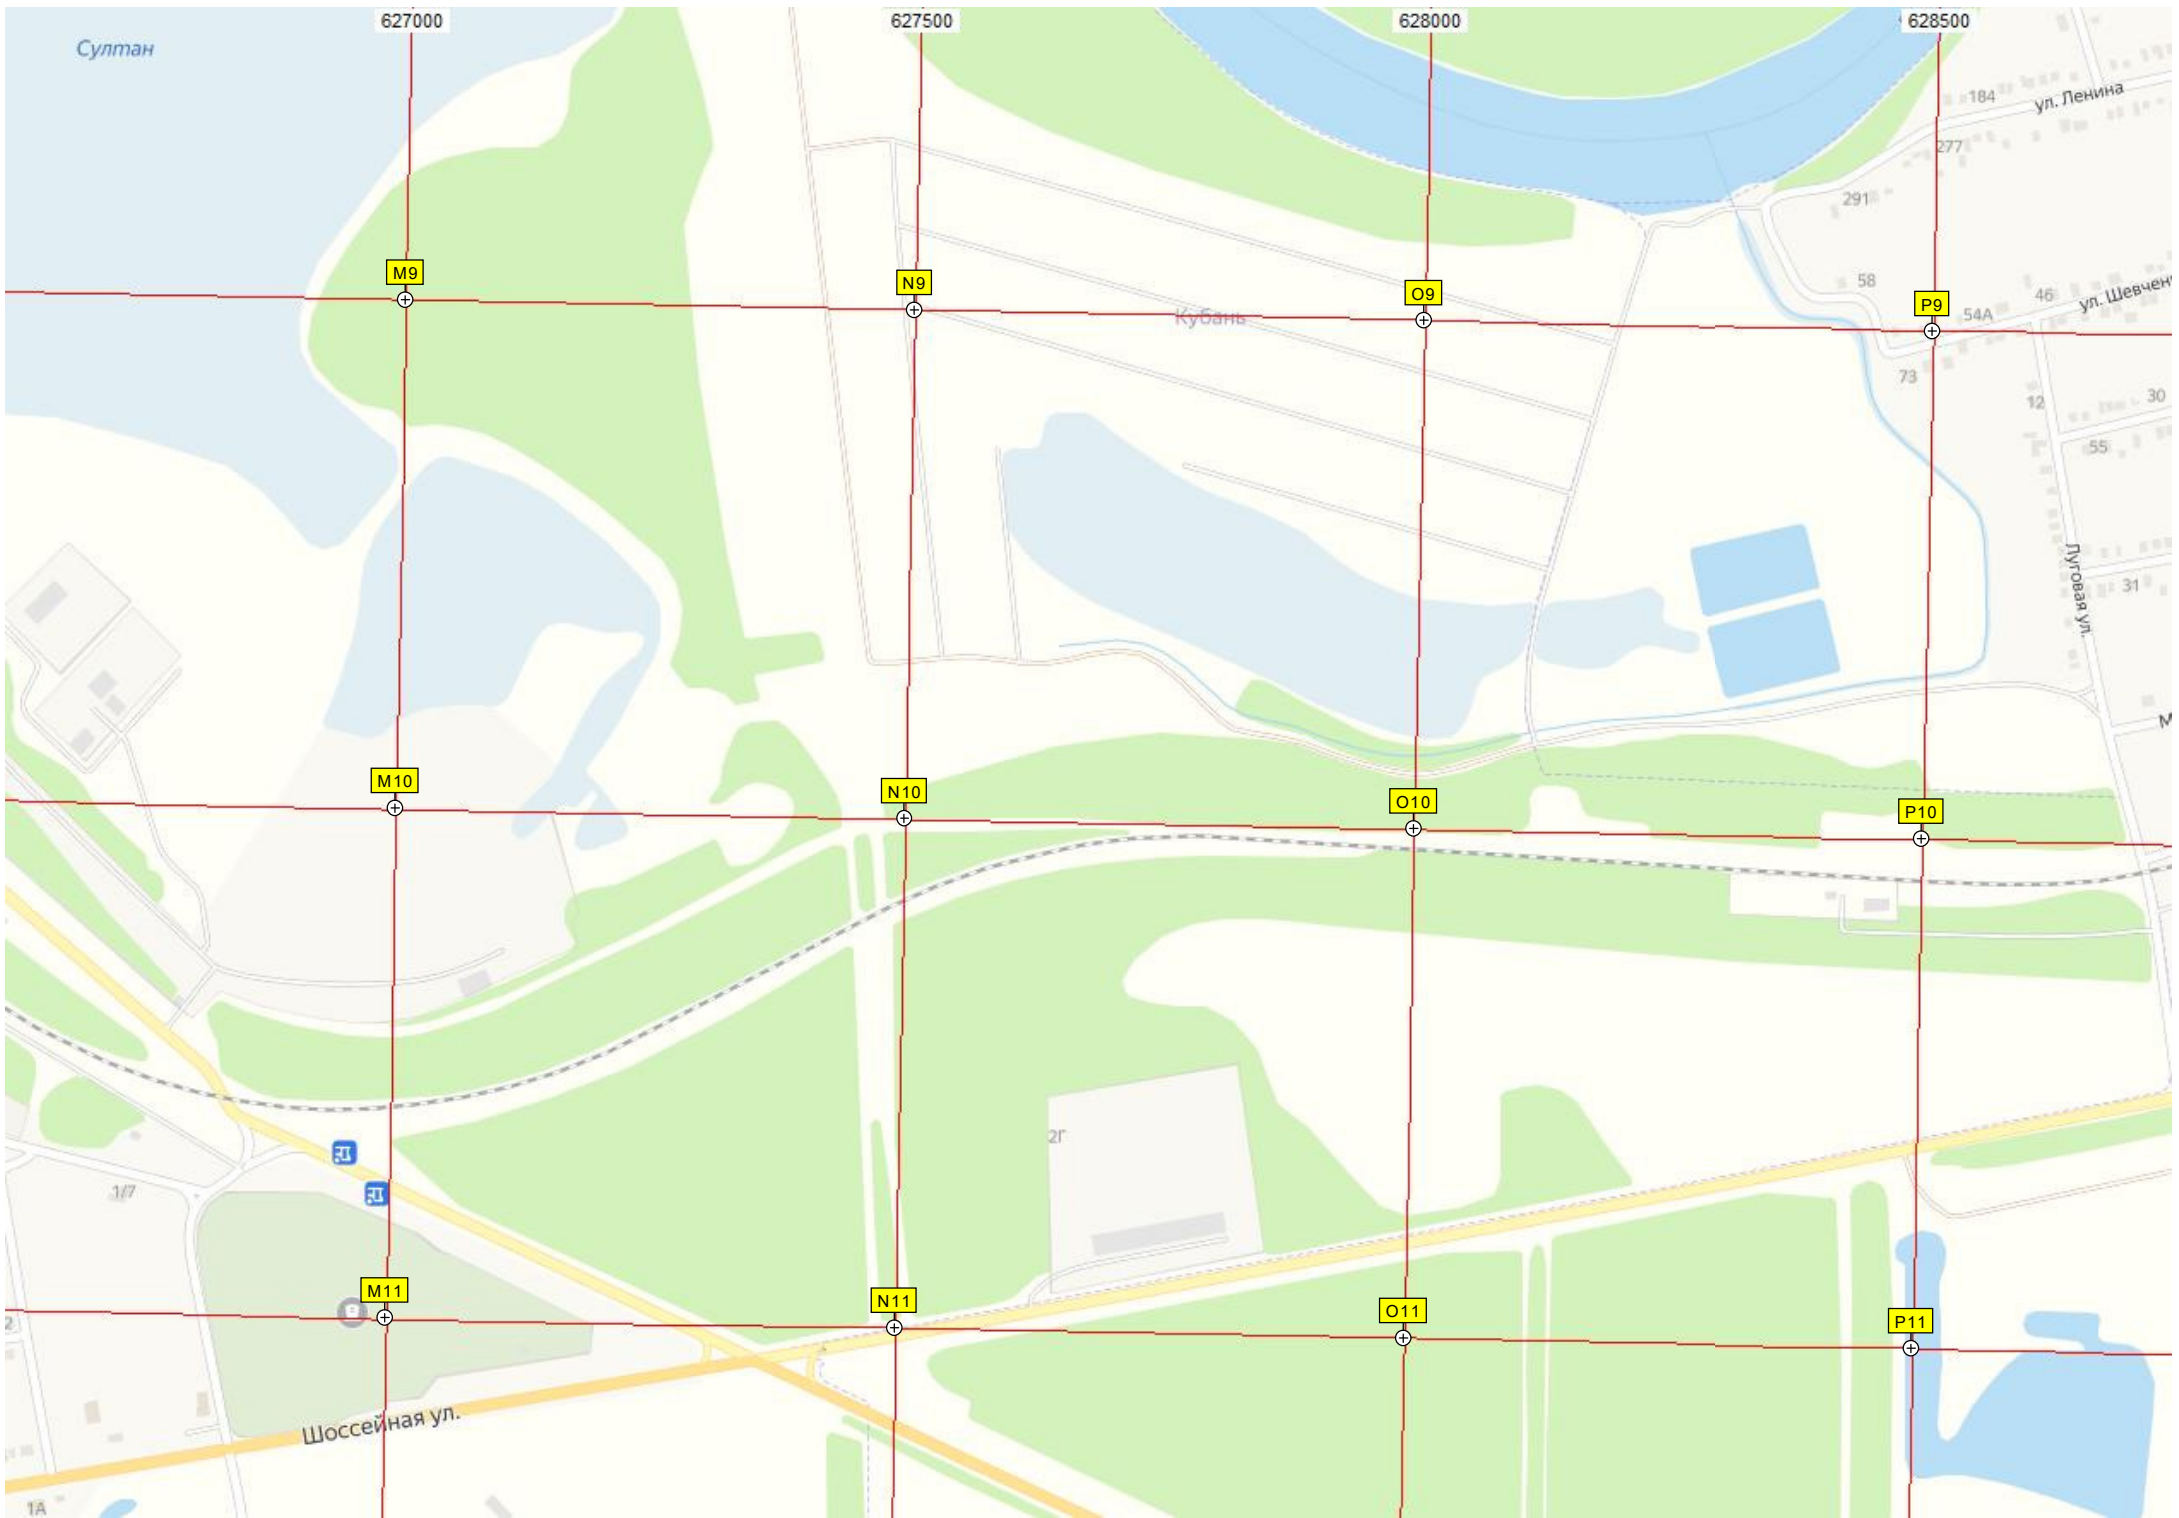 627000 627500 628000 628500
Султан
184
ул. Ленина
277
291
M9
N9
O9
P9
58
46
ул. Шевчен
54А
Кубань
73
12
30
55
31
Луговая ул.
М
M10
N10
O10
P10
2Г
1/7
M11
N11
O11
P11
2
Шоссейная ул.
1А